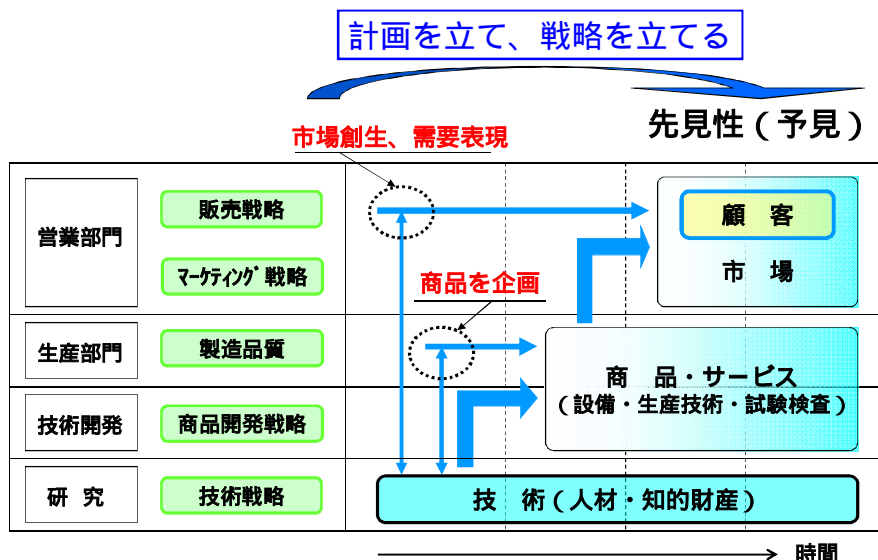 計画を立て、戦略を立てる
先見性(予見)
市場創生、需要表現
営業部門
販売戦略
マーケティング戦略
顧 客
市 場
商品を企画
生産部門
製造品質
商 品・サービス
(設備・生産技術・試験検査)
技術開発
商品開発戦略
研 究
技術戦略
技 術(人材・知的財産)
時間